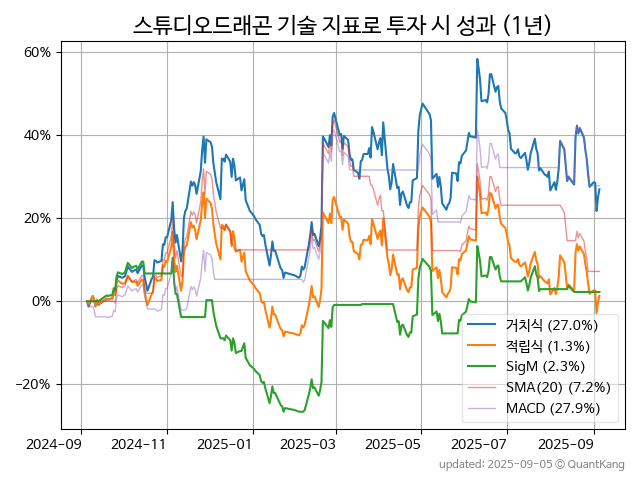 스튜디오드래곤 기술 지표로 투자 시 성과 (1년)
60%
40%
20%
0%
−20%
거치식 (27.0%)
적립식 (1.3%)
SigM (2.3%)
SMA(20) (7.2%)
MACD (27.9%)
2024-09 2024-11 2025-01 2025-03 2025-05 2025-07 2025-09
updated: 2025-09-05 ⓒ QuantKang